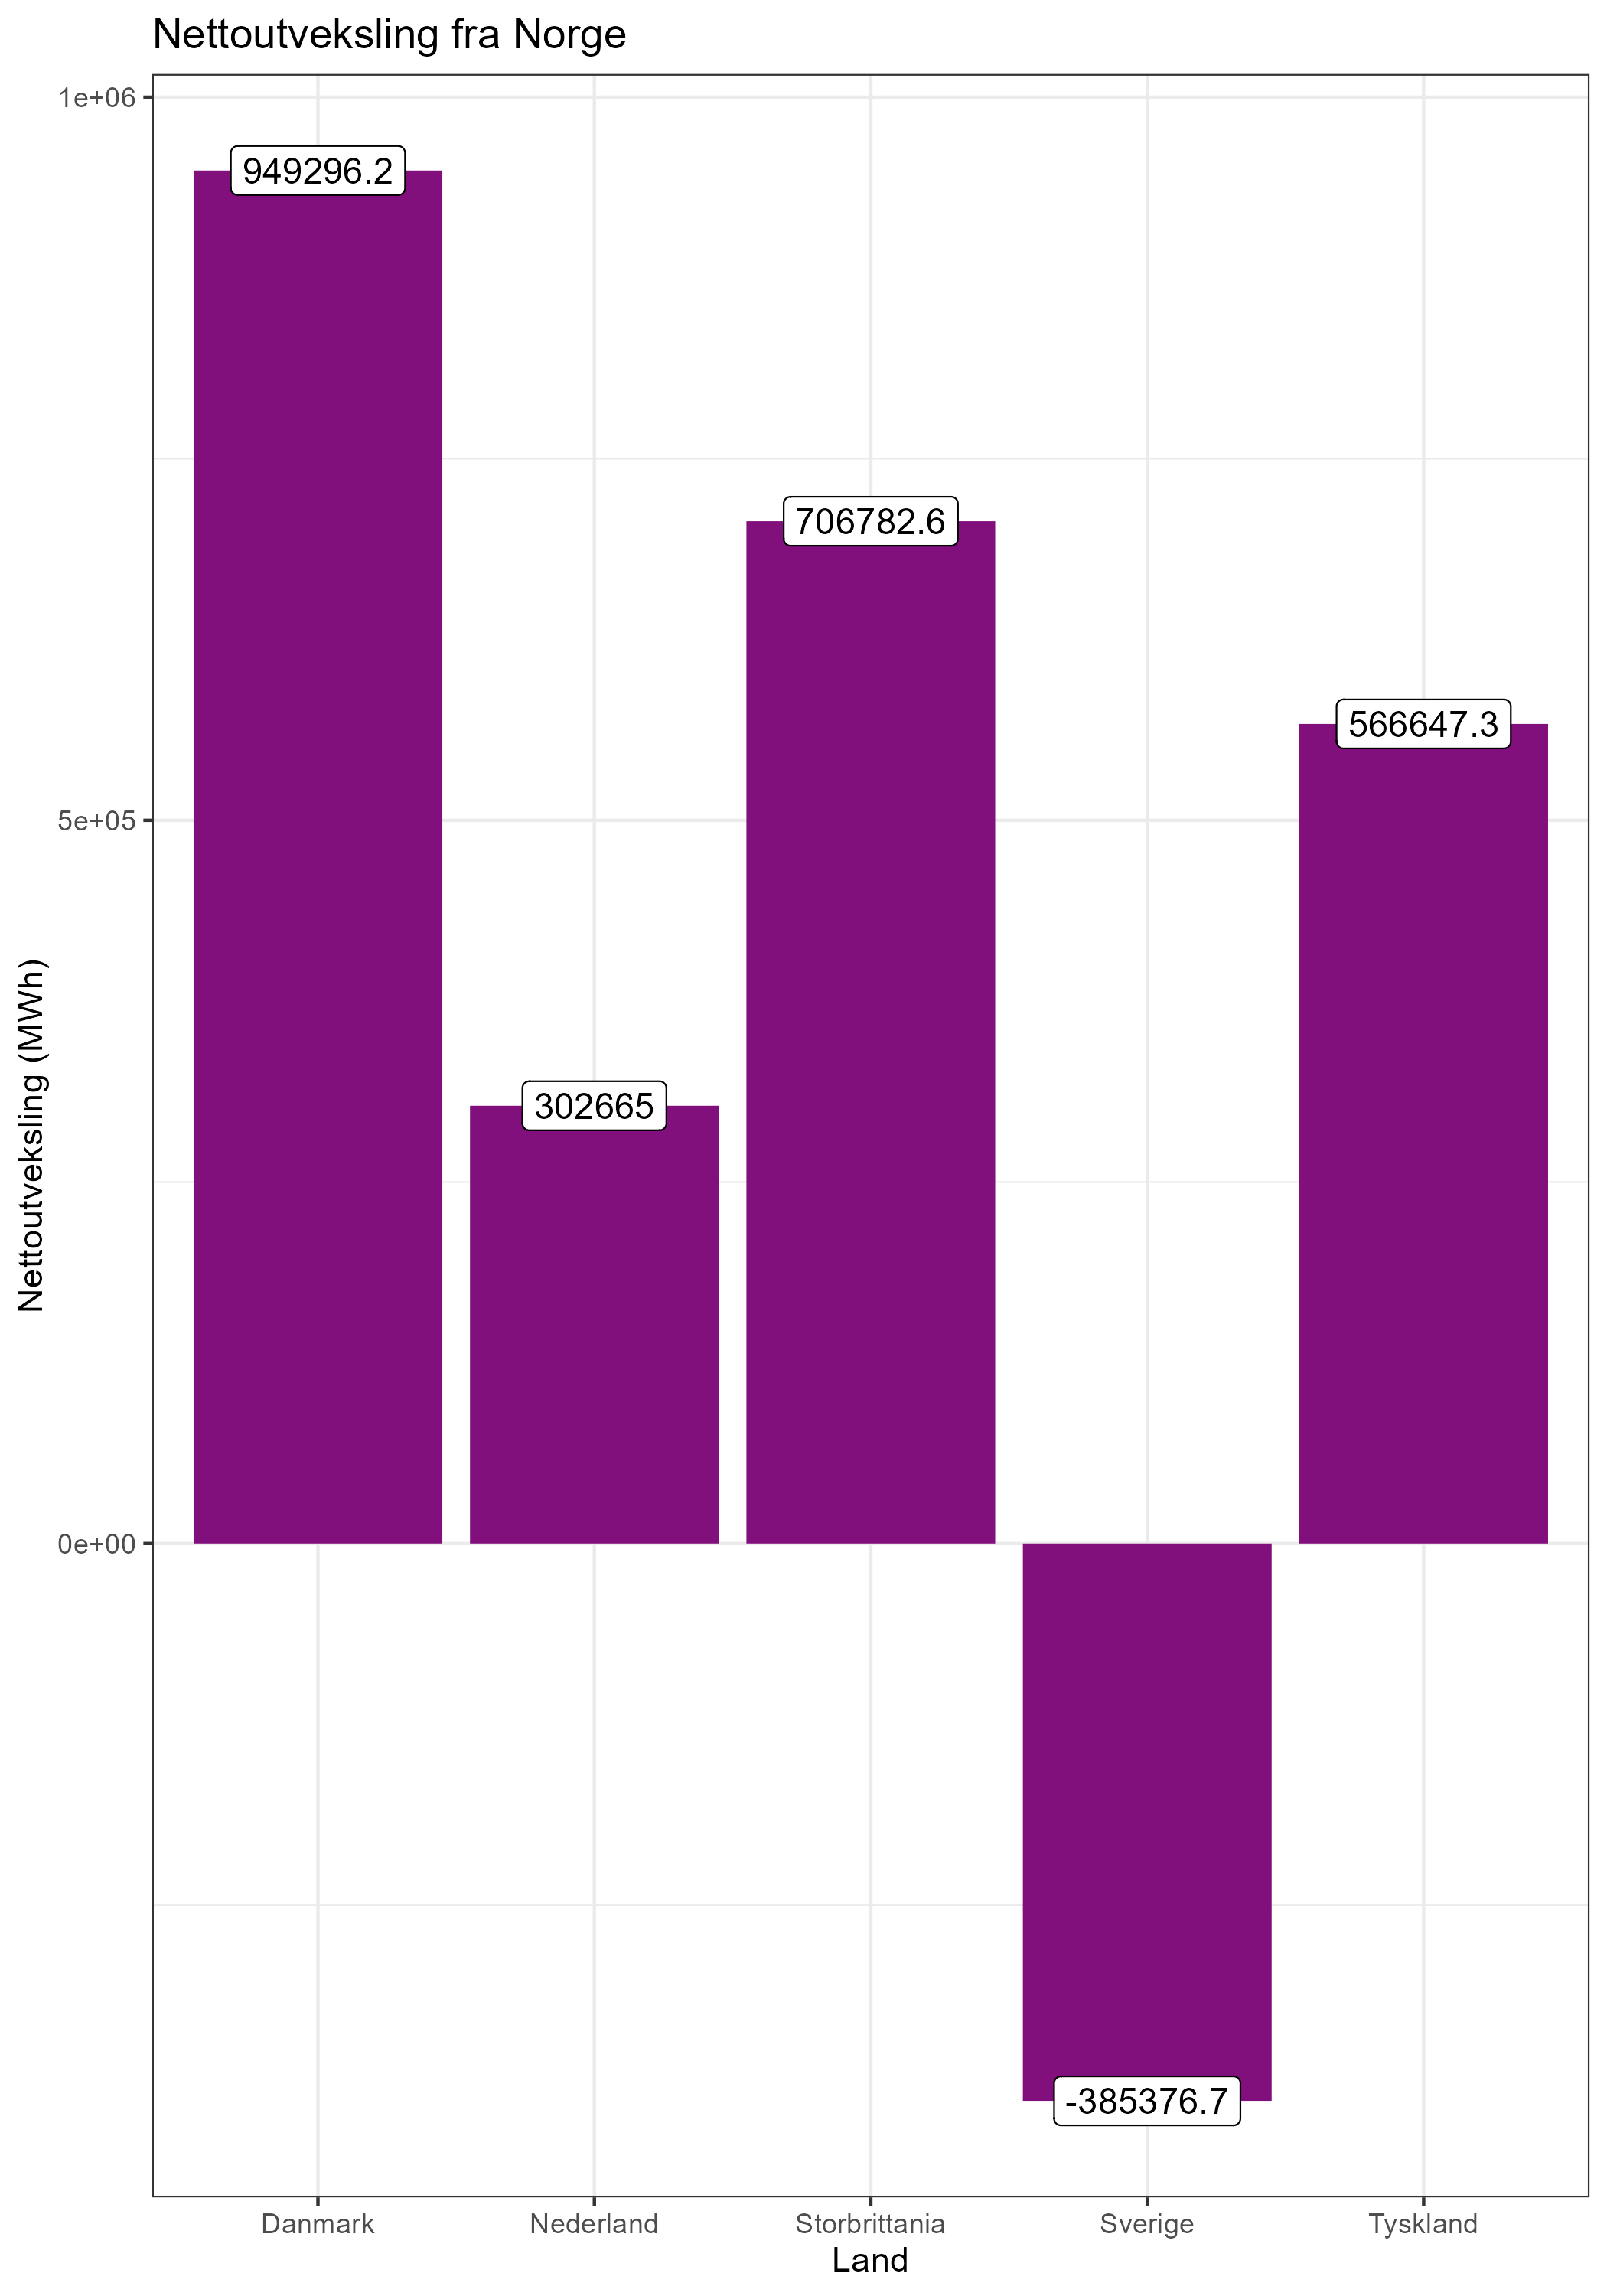 Nettoutveksling fra Norge
1e+06
949296.2
706782.6
566647.3
5e+05
302665
0e+00
-385376.7
Nettoutveksling (MWh)
Danmark Nederland Storbrittania Sverige Tyskland
Land